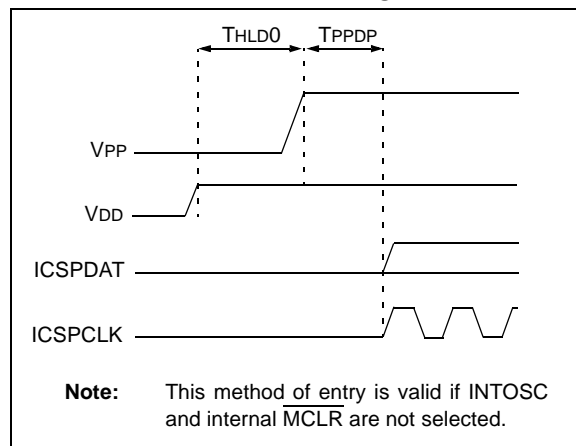 THLD0 TPPDP
VPP
VDD
ICSPDAT
ICSPCLK
Note: This method of entry is valid if INTOSC
and internal MCLR are not selected.